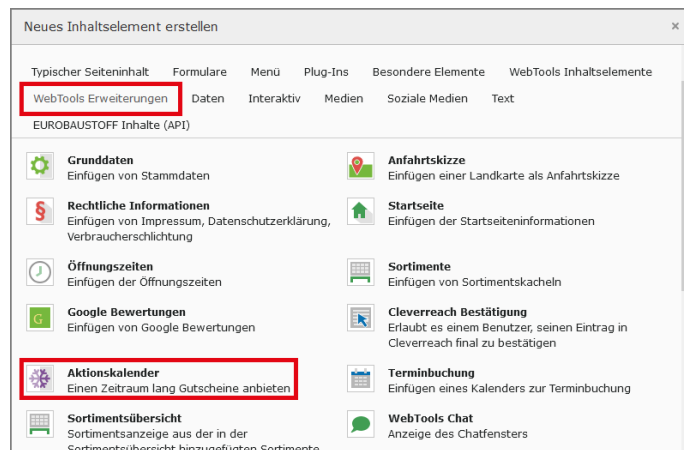 Neues Inhaltselement erstellen ×
Typischer Seiteninhalt Formulare Menü Plug-Ins Besondere Elemente WebTools Inhaltselemente
WebTools Erweiterungen Daten Interaktiv Medien Soziale Medien Text
EUROBAUSTOFF Inhalte (API)
Grunddaten
Einfügen von Stammdaten
Anfahrtskizze
Einfügen einer Landkarte als Anfahrtskizze
§
Rechtliche Informationen
Einfügen von Impressum, Datenschutzerklärung,
Verbraucherschlichtung
Startseite
Einfügen der Startseiteninformationen
Öffnungszeiten
Einfügen der Öffnungszeiten
Sortimente
Einfügen von Sortimentskacheln
G
Google Bewertungen
Einfügen von Google Bewertungen
Cleverreach Bestätigung
Erlaubt es einem Benutzer, seinen Eintrag in
Cleverreach final zu bestätigen
Aktionskalender
Einen Zeitraum lang Gutscheine anbieten
Terminbuchung
Einfügen eines Kalenders zur Terminbuchung
Sortimentsübersicht
Sortimentsanzeige aus der in der
Sortimentsübersicht hinzugefügten Sortimente
WebTools Chat
Anzeige des Chatfensters